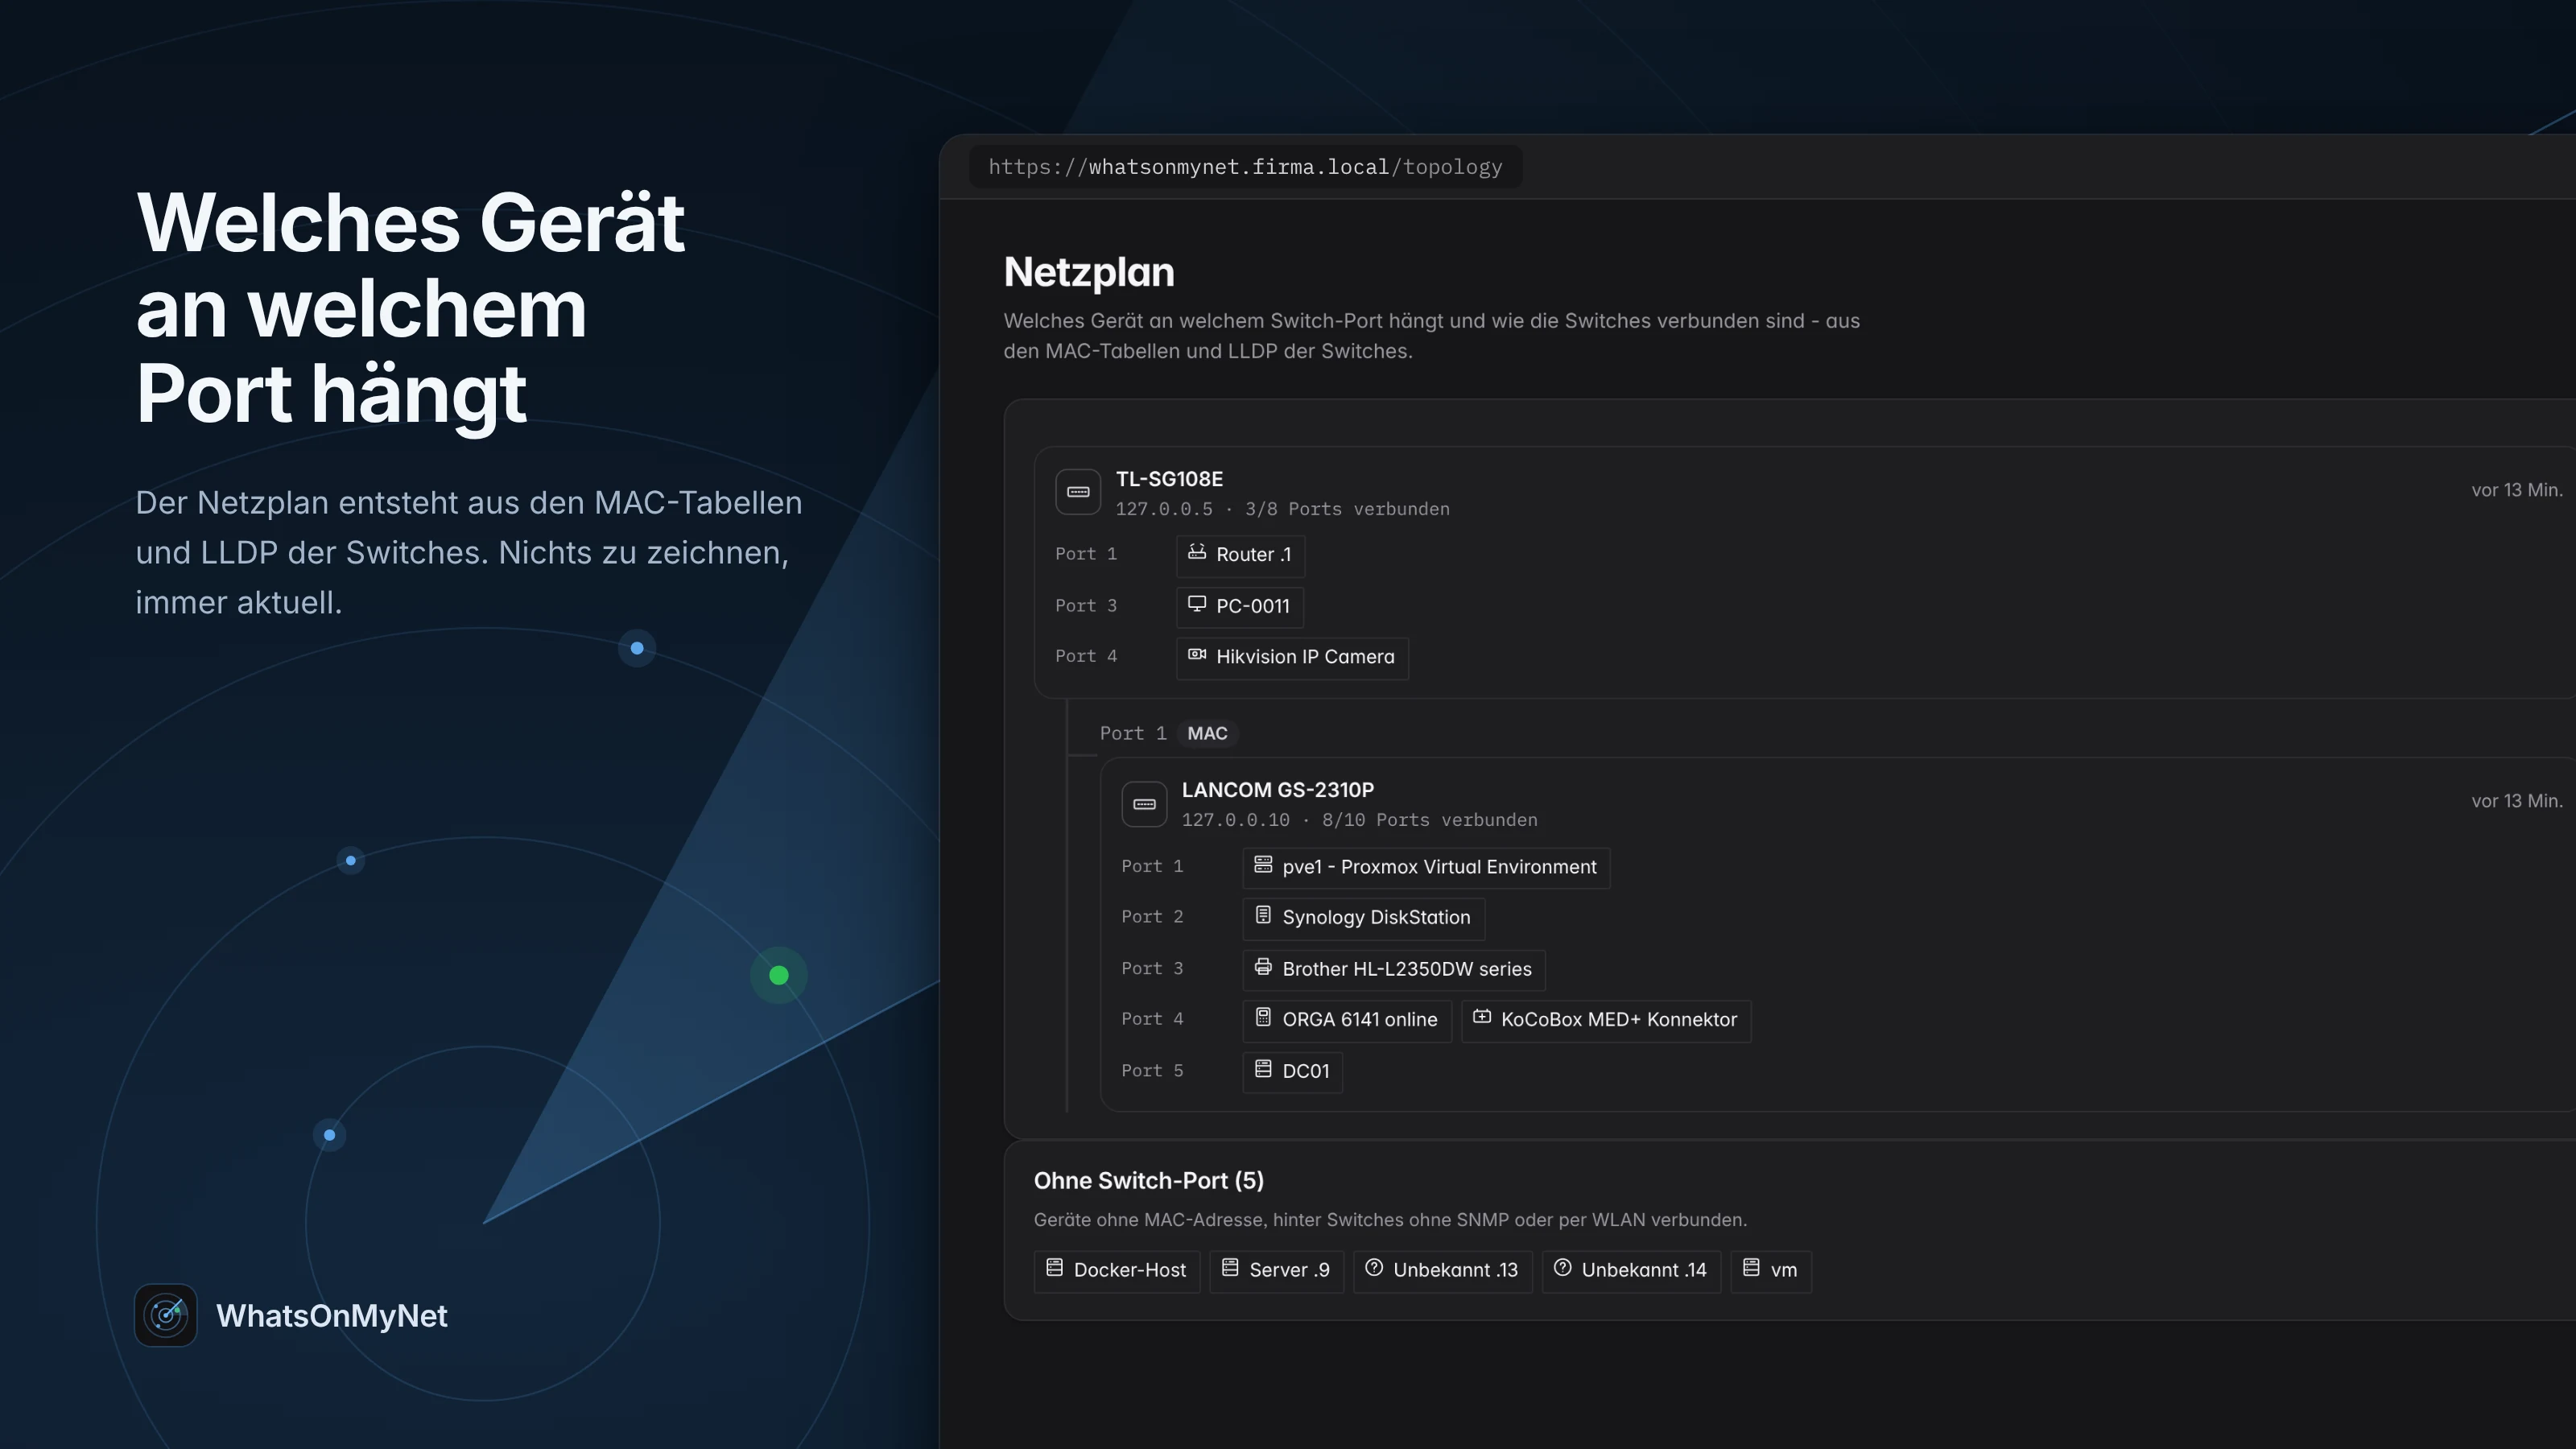 Welches Gerät
an welchem
Port hängt
Der Netzplan entsteht aus den MAC-Tabellen
und LLDP der Switches. Nichts zu zeichnen,
immer aktuell.
WhatsOnMyNet
https://whatsonmynet.firma.local/topology
Netzplan
Welches Gerät an welchem Switch-Port hängt und wie die Switches verbunden sind - aus
den MAC-Tabellen und LLDP der Switches.
TL-SG108E
127.0.0.5 · 3/8 Ports verbunden
vor 13 Min.
Port 1 Router .1
Port 3 PC-0011
Port 4 Hikvision IP Camera
Port 1 MAC
LANCOM GS-2310P
127.0.0.10 · 8/10 Ports verbunden
vor 13 Min.
Port 1 pve1 - Proxmox Virtual Environment
Port 2 Synology DiskStation
Port 3 Brother HL-L2350DW series
Port 4 ORGA 6141 online KoCoBox MED+ Konnektor
Port 5 DC01
Ohne Switch-Port (5)
Geräte ohne MAC-Adresse, hinter Switches ohne SNMP oder per WLAN verbunden.
Docker-Host Server .9 Unbekannt .13 Unbekannt .14 vm